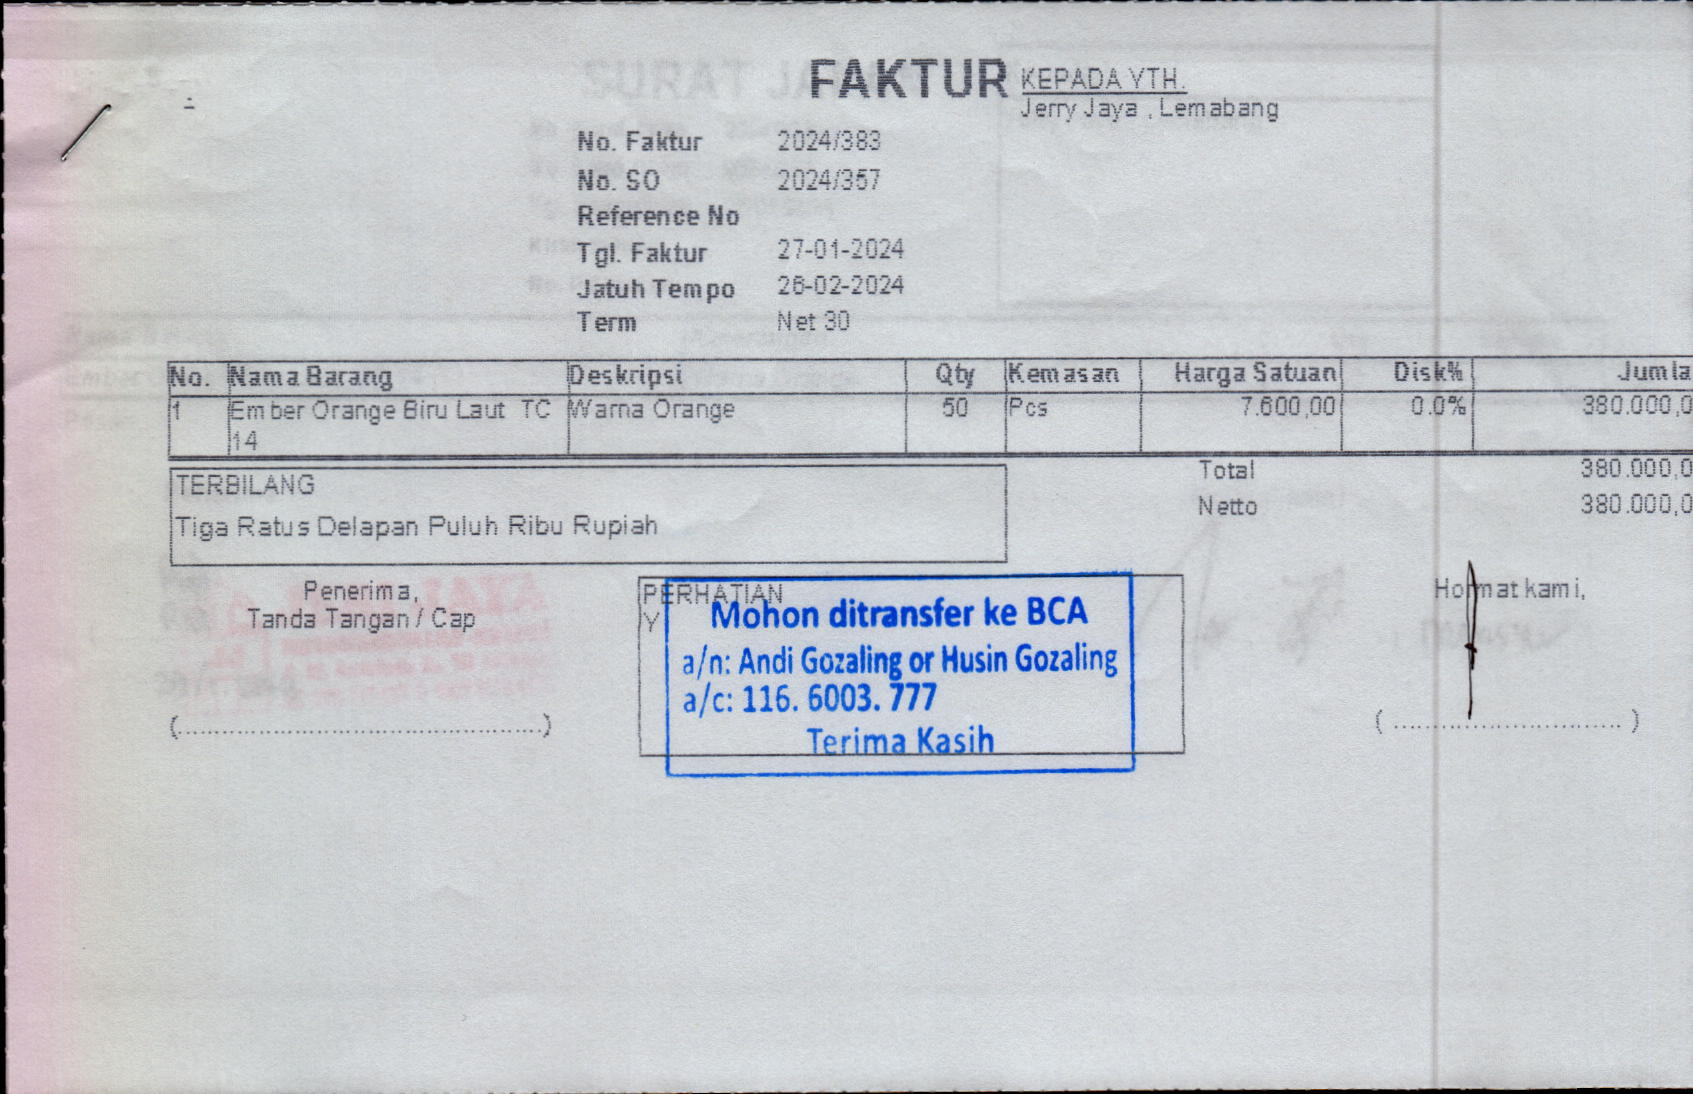 FAKTUR
KEPADA YTH.
Jerry Jaya , Lemabang
No. Faktur 2024/383
No. SO 2024/357
Reference No
Tgl. Faktur 27-01-2024
Jatuh Tempo 26-02-2024
Term Net 30
No. Nama Barang Deskripsi Qty Kemasan Harga Satuan Disk% Jumla
1 Ember Orange Biru Laut TC Warna Orange 50 Pcs 7.600,00 0.0% 380.000,0
14
Total 380.000,0
Netto 380.000,0
TERBILANG
Tiga Ratus Delapan Puluh Ribu Rupiah
Penerima,
Tanda Tangan / Cap
(.............................................)
PERHATIAN
Y
Mohon ditransfer ke BCA
a/n: Andi Gozaling or Husin Gozaling
a/c: 116. 6003. 777
Terima Kasih
Hormat kami,
( ............................. )